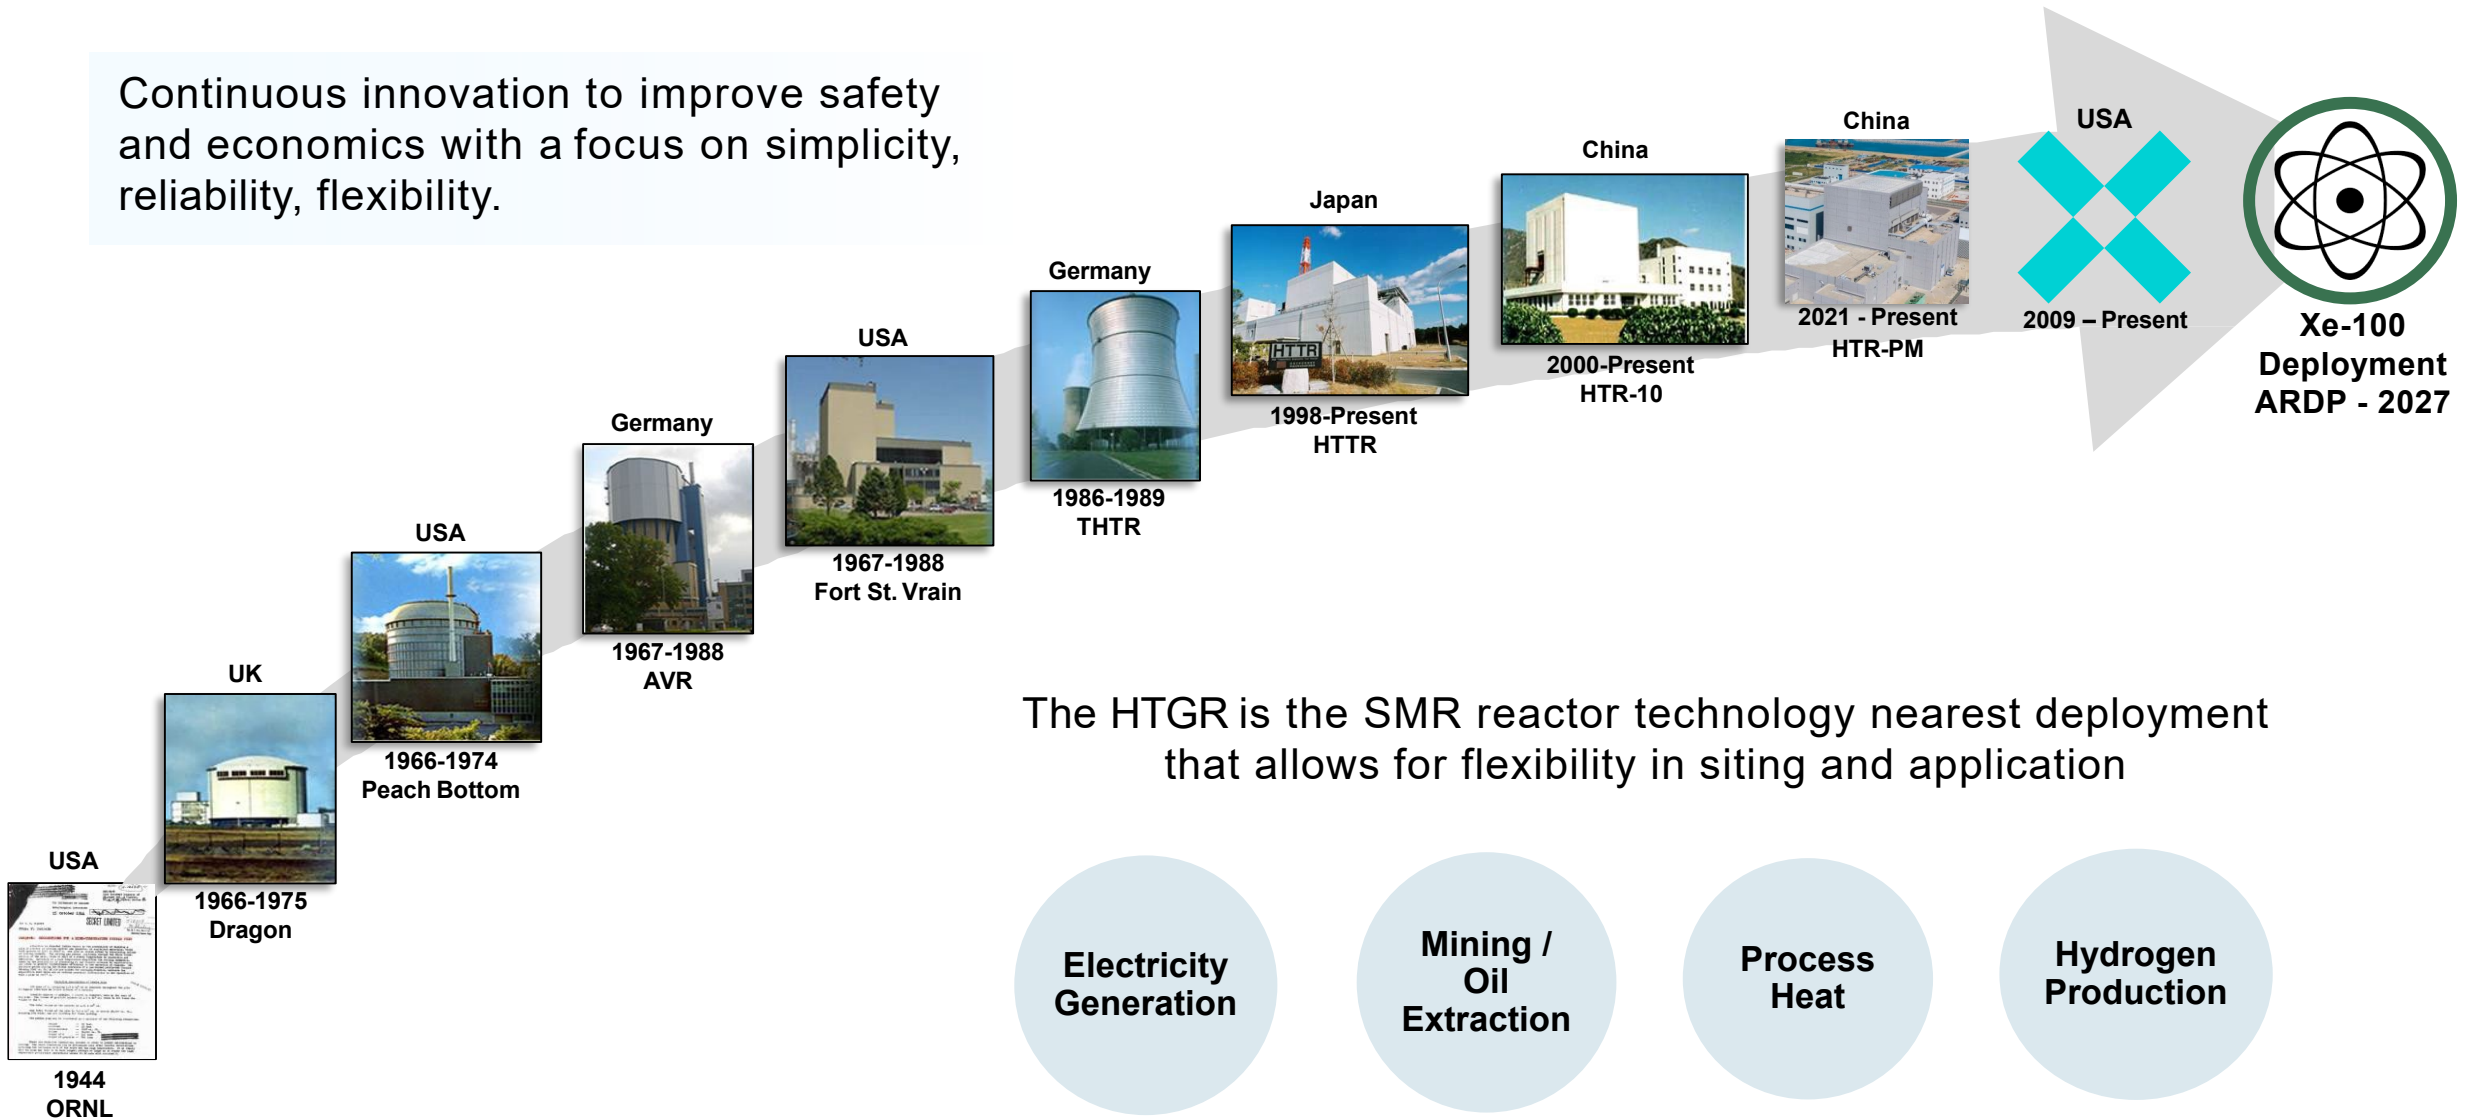 Continuous innovation to improve safety
and economics with a focus on simplicity,
reliability, flexibility.
USA
1944
ORNL
UK
1966-1975
Dragon
USA
1966-1974
Peach Bottom
Germany
1967-1988
AVR
USA
1967-1988
Fort St. Vrain
Germany
1986-1989
THTR
Japan
HTTR
1998-Present
HTTR
China
2000-Present
HTR-10
China
2021 - Present
HTR-PM
USA
2009 – Present
Xe-100
Deployment
ARDP - 2027
The HTGR is the SMR reactor technology nearest deployment
that allows for flexibility in siting and application
Electricity
Generation
Mining /
Oil
Extraction
Process
Heat
Hydrogen
Production